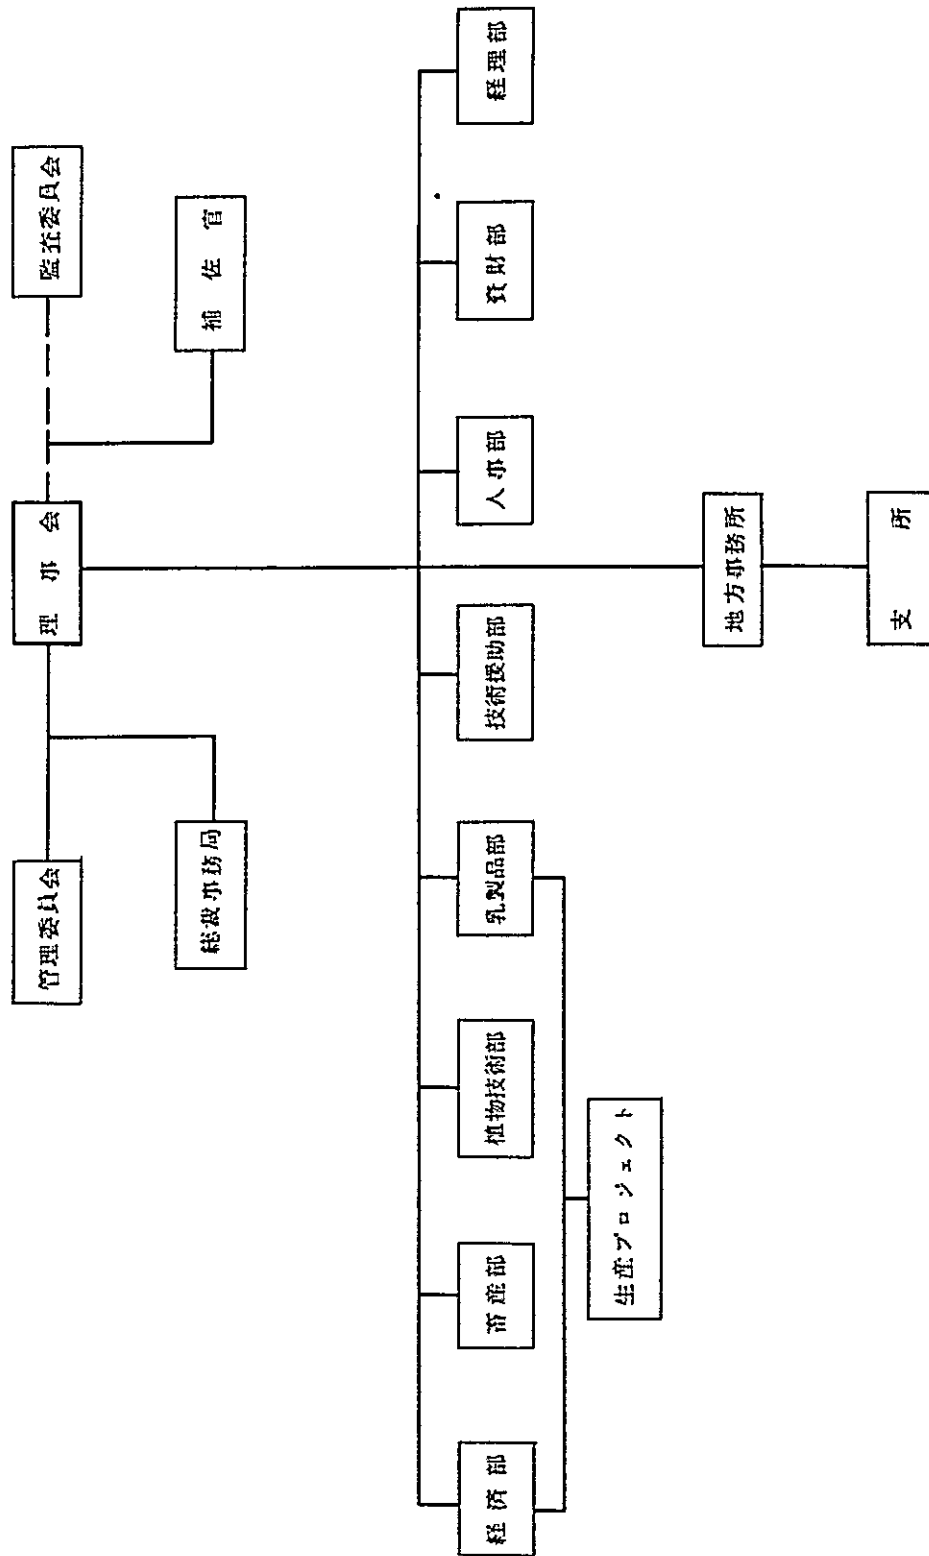 管理委員会
理事会
監査委員会
総裁事務局
補佐官
経済部
畜産部
植物技術部
乳製品部
技術援助部
人事部
資財部
経理部
生産プロジェクト
地方事務所
支所